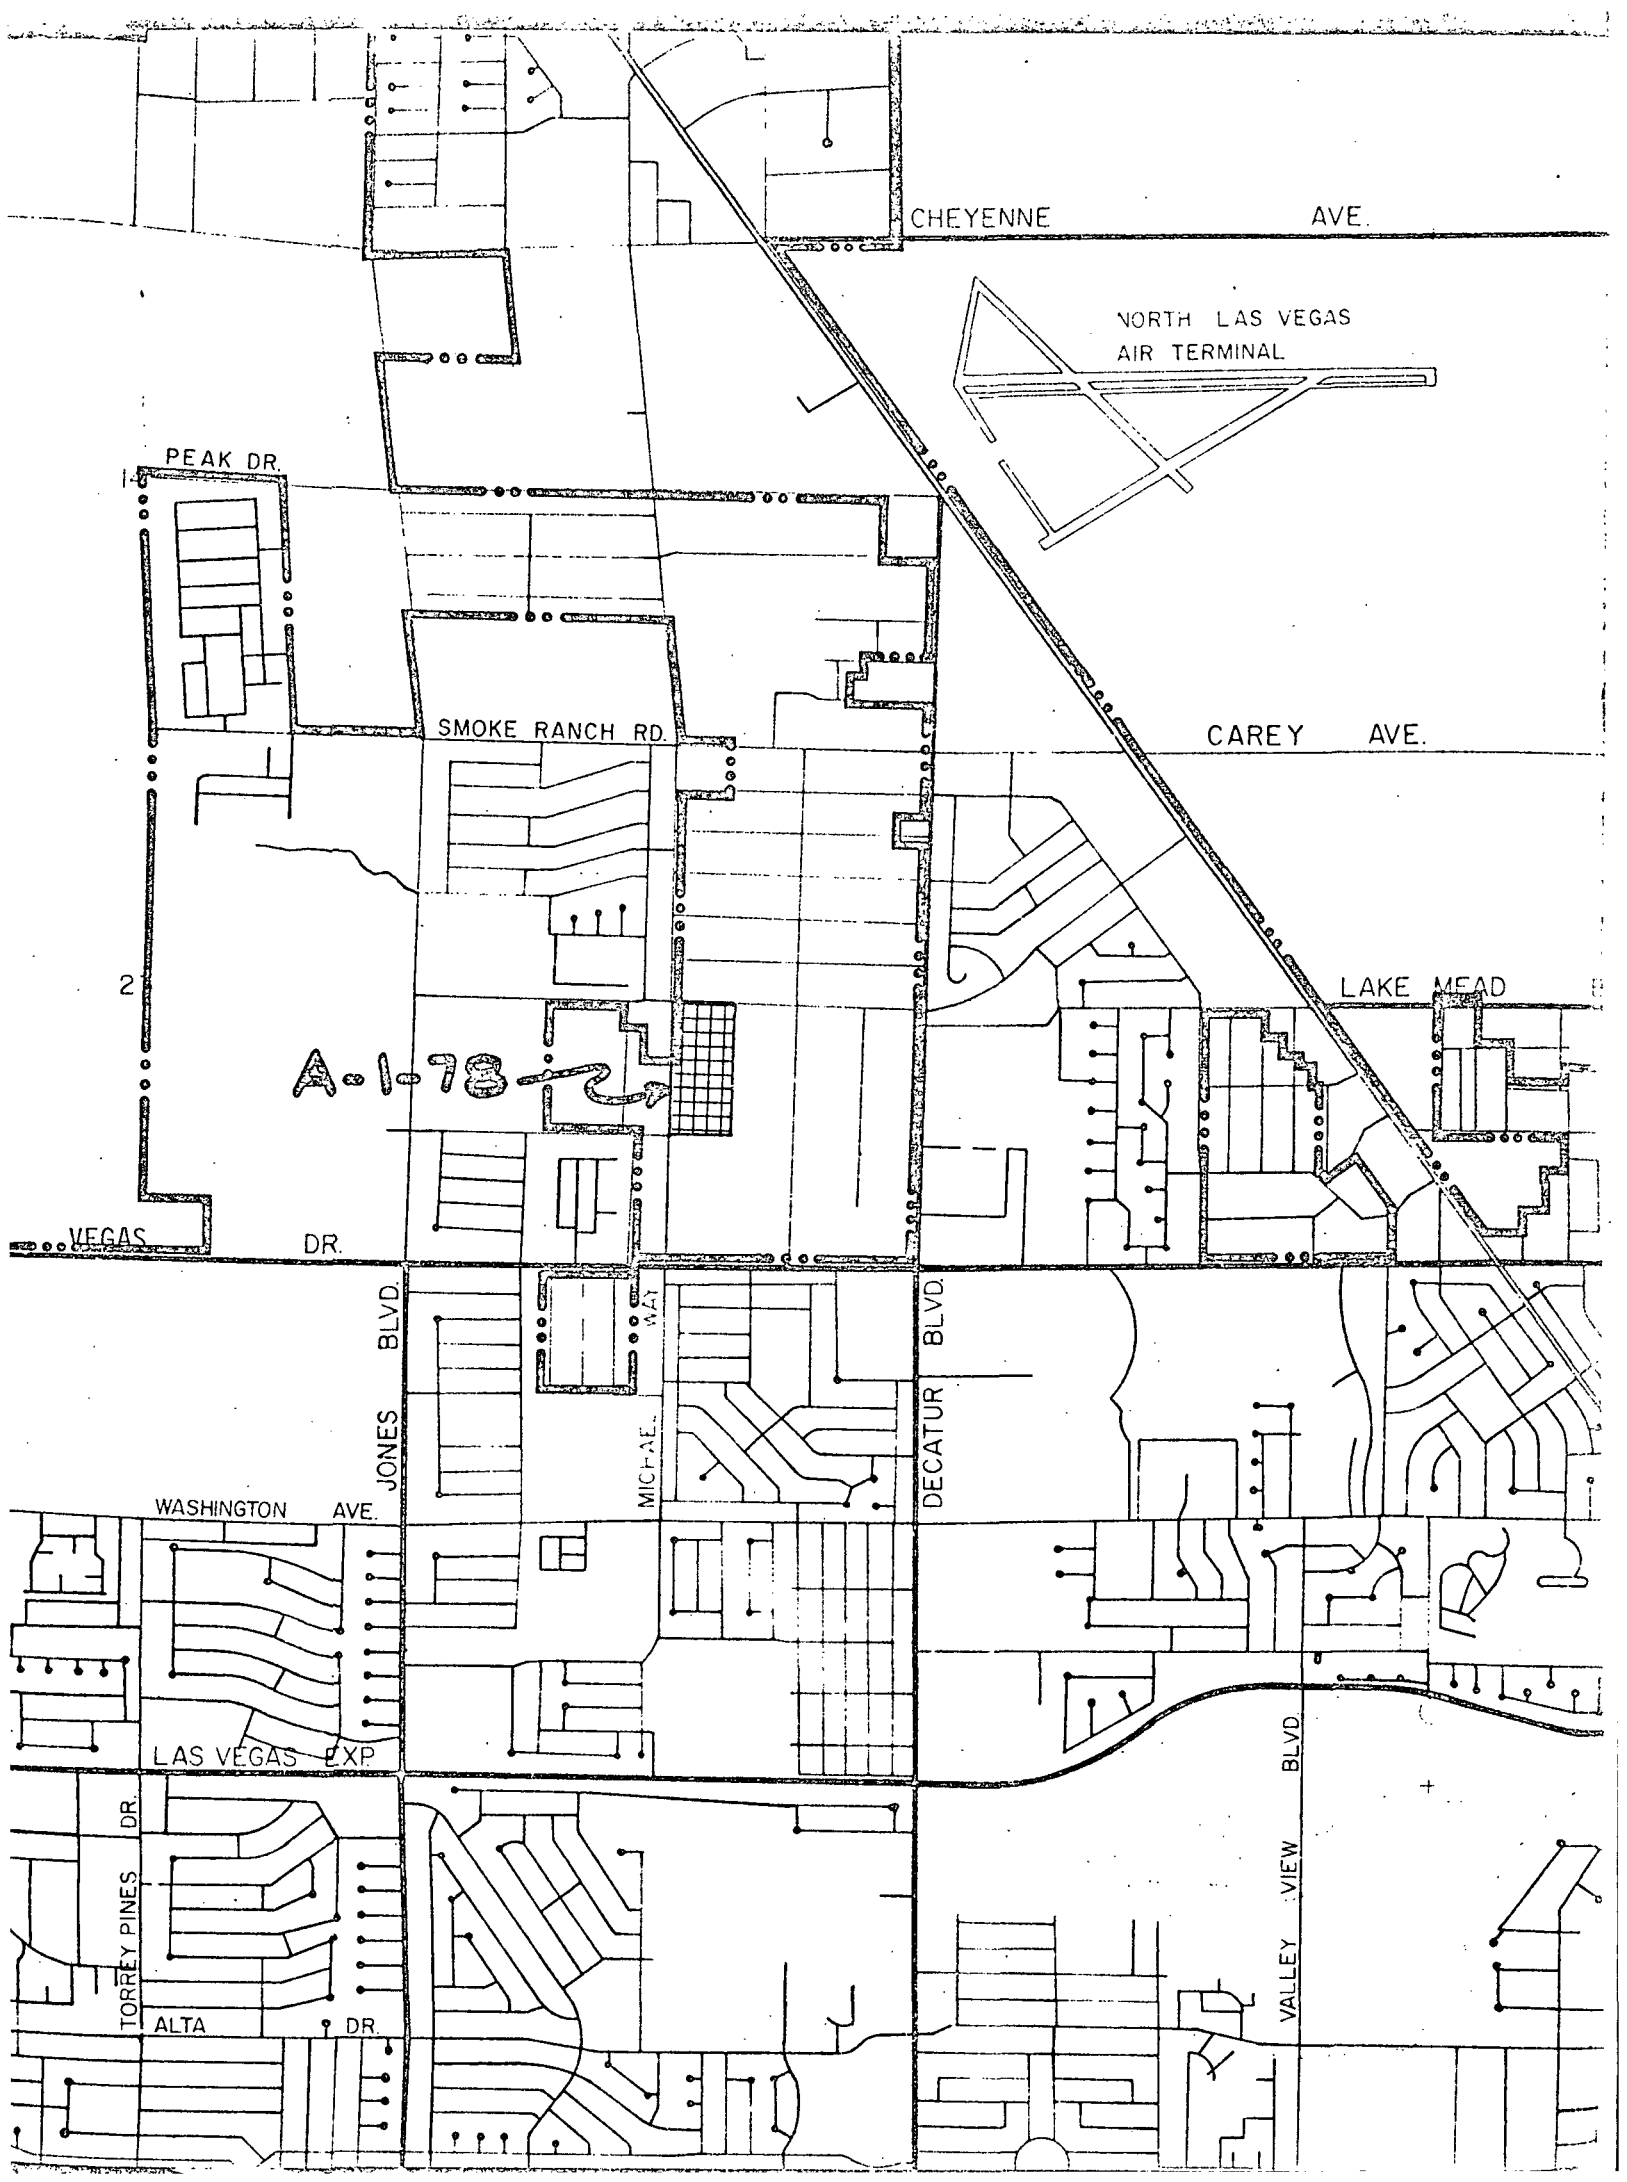 CHEYENNE AVE.
NORTH LAS VEGAS
AIR TERMINAL
PEAK DR.
SMOKE RANCH RD.
CAREY AVE.
2
LAKE MEAD
A-1-78
VEGAS DR.
JONES BLVD.
MICHAEL WAY
DECATUR BLVD.
WASHINGTON AVE.
LAS VEGAS EXP.
TORREY PINES DR.
VALLEY VIEW BLVD.
ALTA DR.